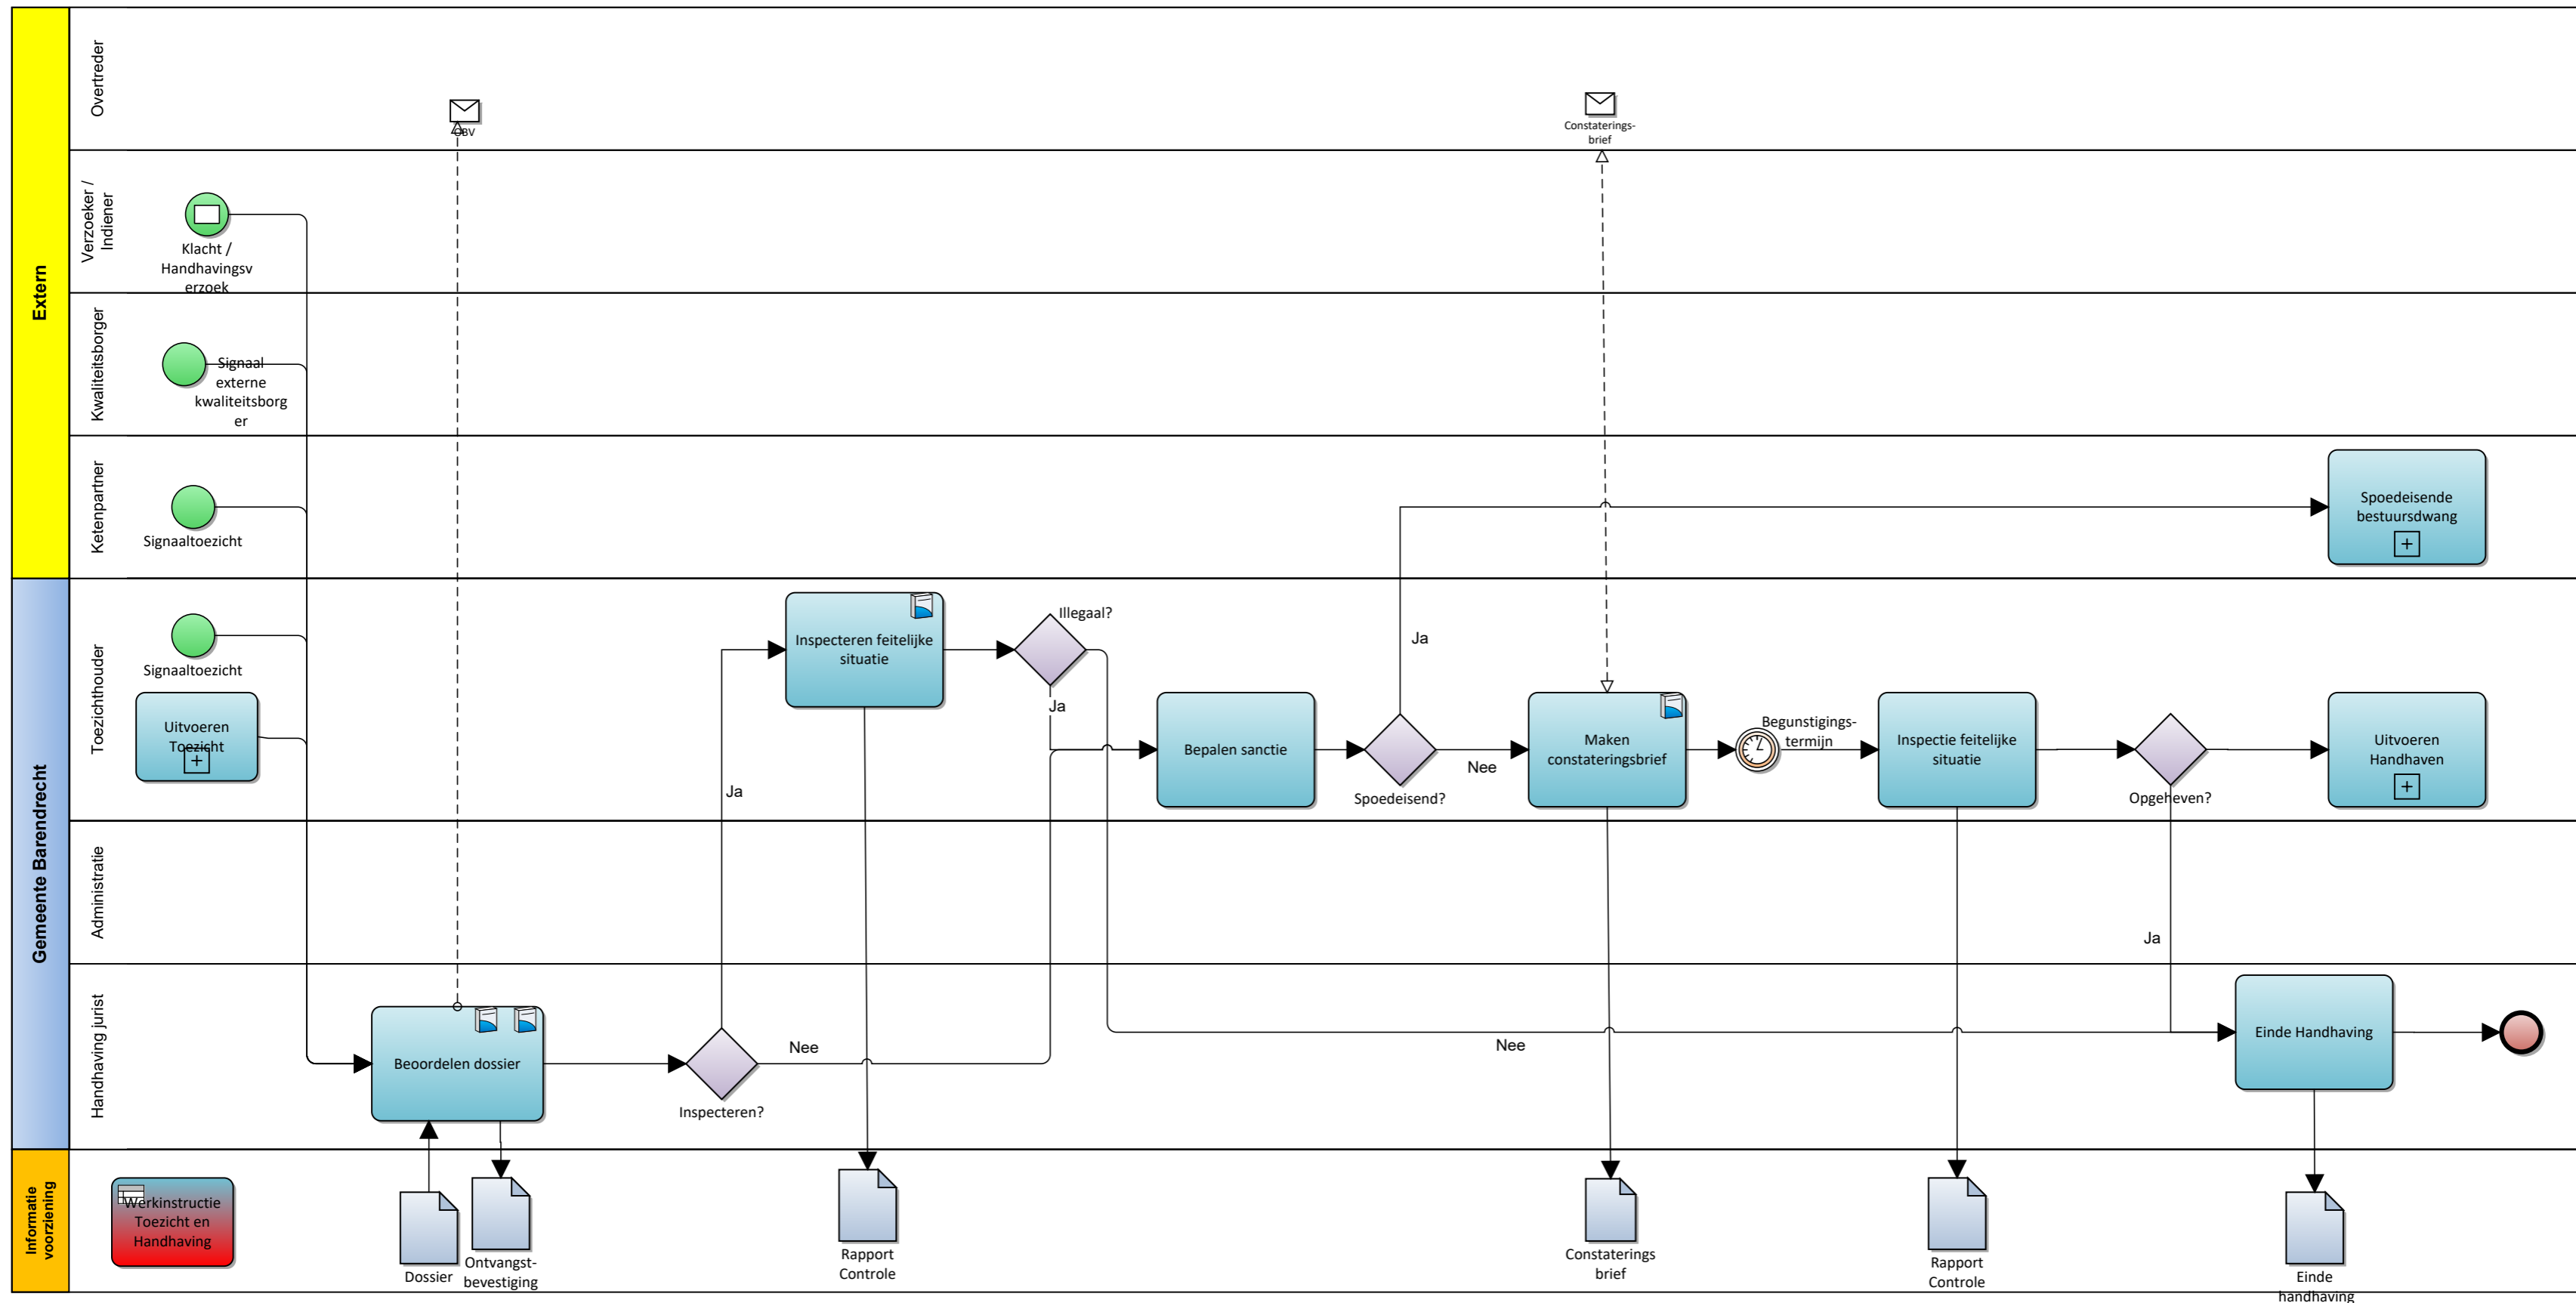 Extern
Overtreder
OBV
Constaterings-
brief
Verzoeker /
Indiener
Klacht /
Handhavingsv
erzoek
Kwaliteitsborger
Signaal
externe
kwaliteitsborg
er
Ketenpartner
Signaaltoezicht
Spoedeisende
bestuursdwang
Gemeente Barendrecht
Toezichthouder
Signaaltoezicht
Uitvoeren
Toezicht
Inspecteren feitelijke
situatie
Illegaal?
Ja
Ja
Bepalen sanctie
Ja
Spoedeisend?
Nee
Maken
constateringsbrief
Begunstigings-
termijn
Inspectie feitelijke
situatie
Opgeheven?
Uitvoeren
Handhaven
Administratie
Ja
Handhaving jurist
Beoordelen dossier
Inspecteren?
Nee
Nee
Einde Handhaving
Informatie
voorziening
Werkinstructie
Toezicht en
Handhaving
Dossier
Ontvangst-
bevestiging
Rapport
Controle
Constaterings
brief
Rapport
Controle
Einde
handhaving